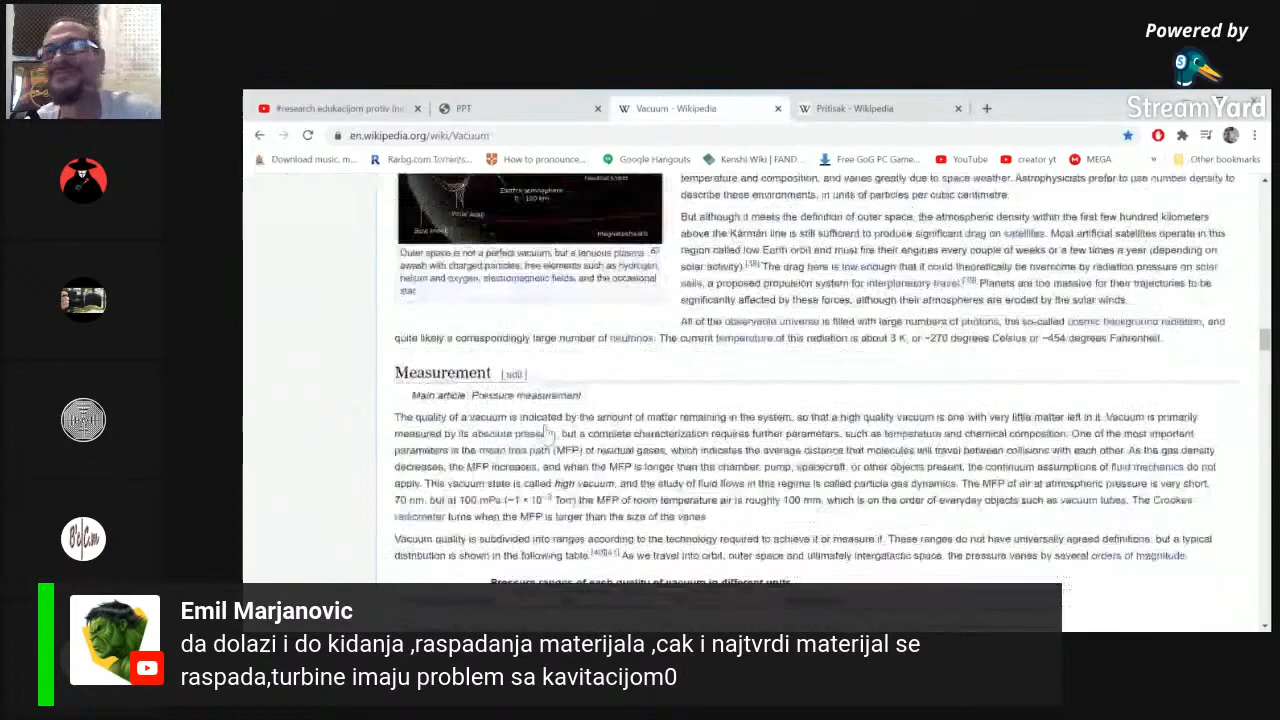 Powered by
StreamYard
#research edukacijom protiv (ne
PPT
Vacuum - Wikipedia
Pritisak - Wikipedia
en.wikipedia.org/wiki/Vacuum
Download music, m...
Rarbg.com Torrents...
How to pronounce...
Google Hangouts
Kenshi Wiki | FAND...
Free GoG PC Game...
YouTube
creator yt
MEGA
Other bookmarks
temperature and composition, and varies greatly due to space weather. Astrophysicists prefer to use number density to
describe these environments, in units of particles per cubic centimetre.
But although it meets the definition of outer space, the atmospheric density within the first few hundred kilometers
above the Kármán line is still sufficient to produce significant drag on satellites. Most artificial satellites operate in this
region called low Earth orbit and must fire their engines every couple of weeks or a few times a year (depending on
solar activity). The drag here is low enough that it could theoretically be overcome by radiation pressure on solar
sails, a proposed propulsion system for interplanetary travel. Planets are too massive for their trajectories to be
significantly affected by these forces, although their atmospheres are eroded by the solar winds.
Outer space is not a perfect vacuum, but a tenuous plasma
awash with charged particles, free elements such as hydrogen,
helium and oxygen, electromagnetic fields, and the occasional
star.
All of the observable universe is filled with large numbers of photons, the so-called cosmic background radiation, and
quite likely a correspondingly large number of neutrinos. The current temperature of this radiation is about 3 K, or −270 degrees Celsius or −454 degrees Fahrenheit.
Measurement [ edit ]
Main article: Pressure measurement
The quality of a vacuum is indicated by the amount of matter remaining in the system, so that a high quality vacuum is one with very little matter left in it. Vacuum is primarily
measured by its absolute pressure, but a complete characterization requires further parameters, such as temperature and chemical composition. One of the most important
parameters is the mean free path (MFP) of residual gases, which indicates the average distance that molecules will travel between collisions with each other. As the gas density
decreases, the MFP increases, and when the MFP is longer than the chamber, pump, spacecraft, or other objects present, the continuum assumptions of fluid mechanics do not
apply. This vacuum state is called high vacuum, and the study of fluid flows in this regime is called particle gas dynamics. The MFP of air at atmospheric pressure is very short,
70 nm, but at 100 mPa (~1 × 10⁻³ Torr) the MFP of room temperature air is roughly 100 mm, which is on the order of everyday objects such as vacuum tubes. The Crookes
radiometer turns when the MFP is larger than the size of the vanes.
Vacuum quality is subdivided into ranges according to the technology required to achieve it or measure it. These ranges do not have universally agreed definitions, but a typical
distribution is shown in the following table. As we travel into orbit, outer space and ultimately intergalactic space, the pressure varies by several orders of magnitude.
Pressure ranges of each quality of vacuum in different units
Emil Marjanovic
da dolazi i do kidanja ,raspadanja materijala ,cak i najtvrdi materijal se
raspada,turbine imaju problem sa kavitacijom0